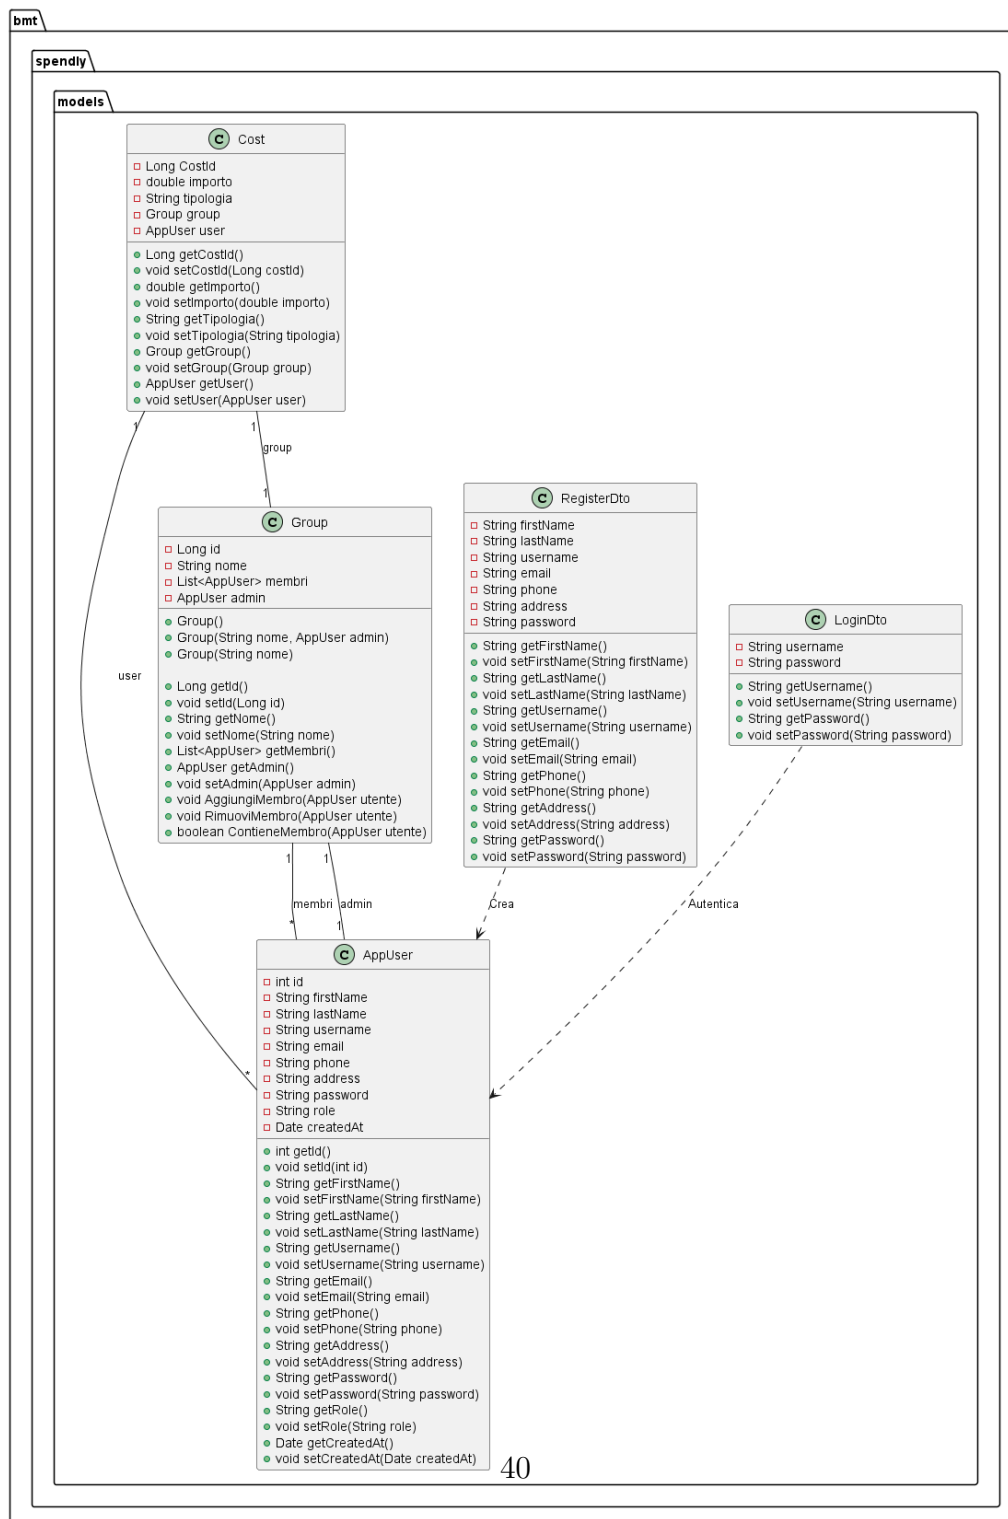 bmt
spendly
models
C Cost
Long CostId
double importo
String tipologia
Group group
AppUser user
Long getCostId()
void setCostId(Long costId)
double getImporto()
void setImporto(double importo)
String getTipologia()
void setTipologia(String tipologia)
Group getGroup()
void setGroup(Group group)
AppUser getUser()
void setUser(AppUser user)
1
1
group
1
user
C Group
Long id
String nome
List<AppUser> membri
AppUser admin
Group()
Group(String nome, AppUser admin)
Group(String nome)
Long getId()
void setId(Long id)
String getNome()
void setNome(String nome)
List<AppUser> getMembri()
AppUser getAdmin()
void setAdmin(AppUser admin)
void AggiungiMembro(AppUser utente)
void RimuoviMembro(AppUser utente)
boolean ContieneMembro(AppUser utente)
C RegisterDto
String firstName
String lastName
String username
String email
String phone
String address
String password
String getFirstName()
void setFirstName(String firstName)
String getLastName()
void setLastName(String lastName)
String getUsername()
void setUsername(String username)
String getEmail()
void setEmail(String email)
String getPhone()
void setPhone(String phone)
String getAddress()
void setAddress(String address)
String getPassword()
void setPassword(String password)
C LoginDto
String username
String password
String getUsername()
void setUsername(String username)
String getPassword()
void setPassword(String password)
1
1
membri
admin
*
1
Crea
Autentica
*
C AppUser
int id
String firstName
String lastName
String username
String email
String phone
String address
String password
String role
Date createdAt
int getId()
void setId(int id)
String getFirstName()
void setFirstName(String firstName)
String getLastName()
void setLastName(String lastName)
String getUsername()
void setUsername(String username)
String getEmail()
void setEmail(String email)
String getPhone()
void setPhone(String phone)
String getAddress()
void setAddress(String address)
String getPassword()
void setPassword(String password)
String getRole()
void setRole(String role)
Date getCreatedAt()
void setCreatedAt(Date createdAt)
40